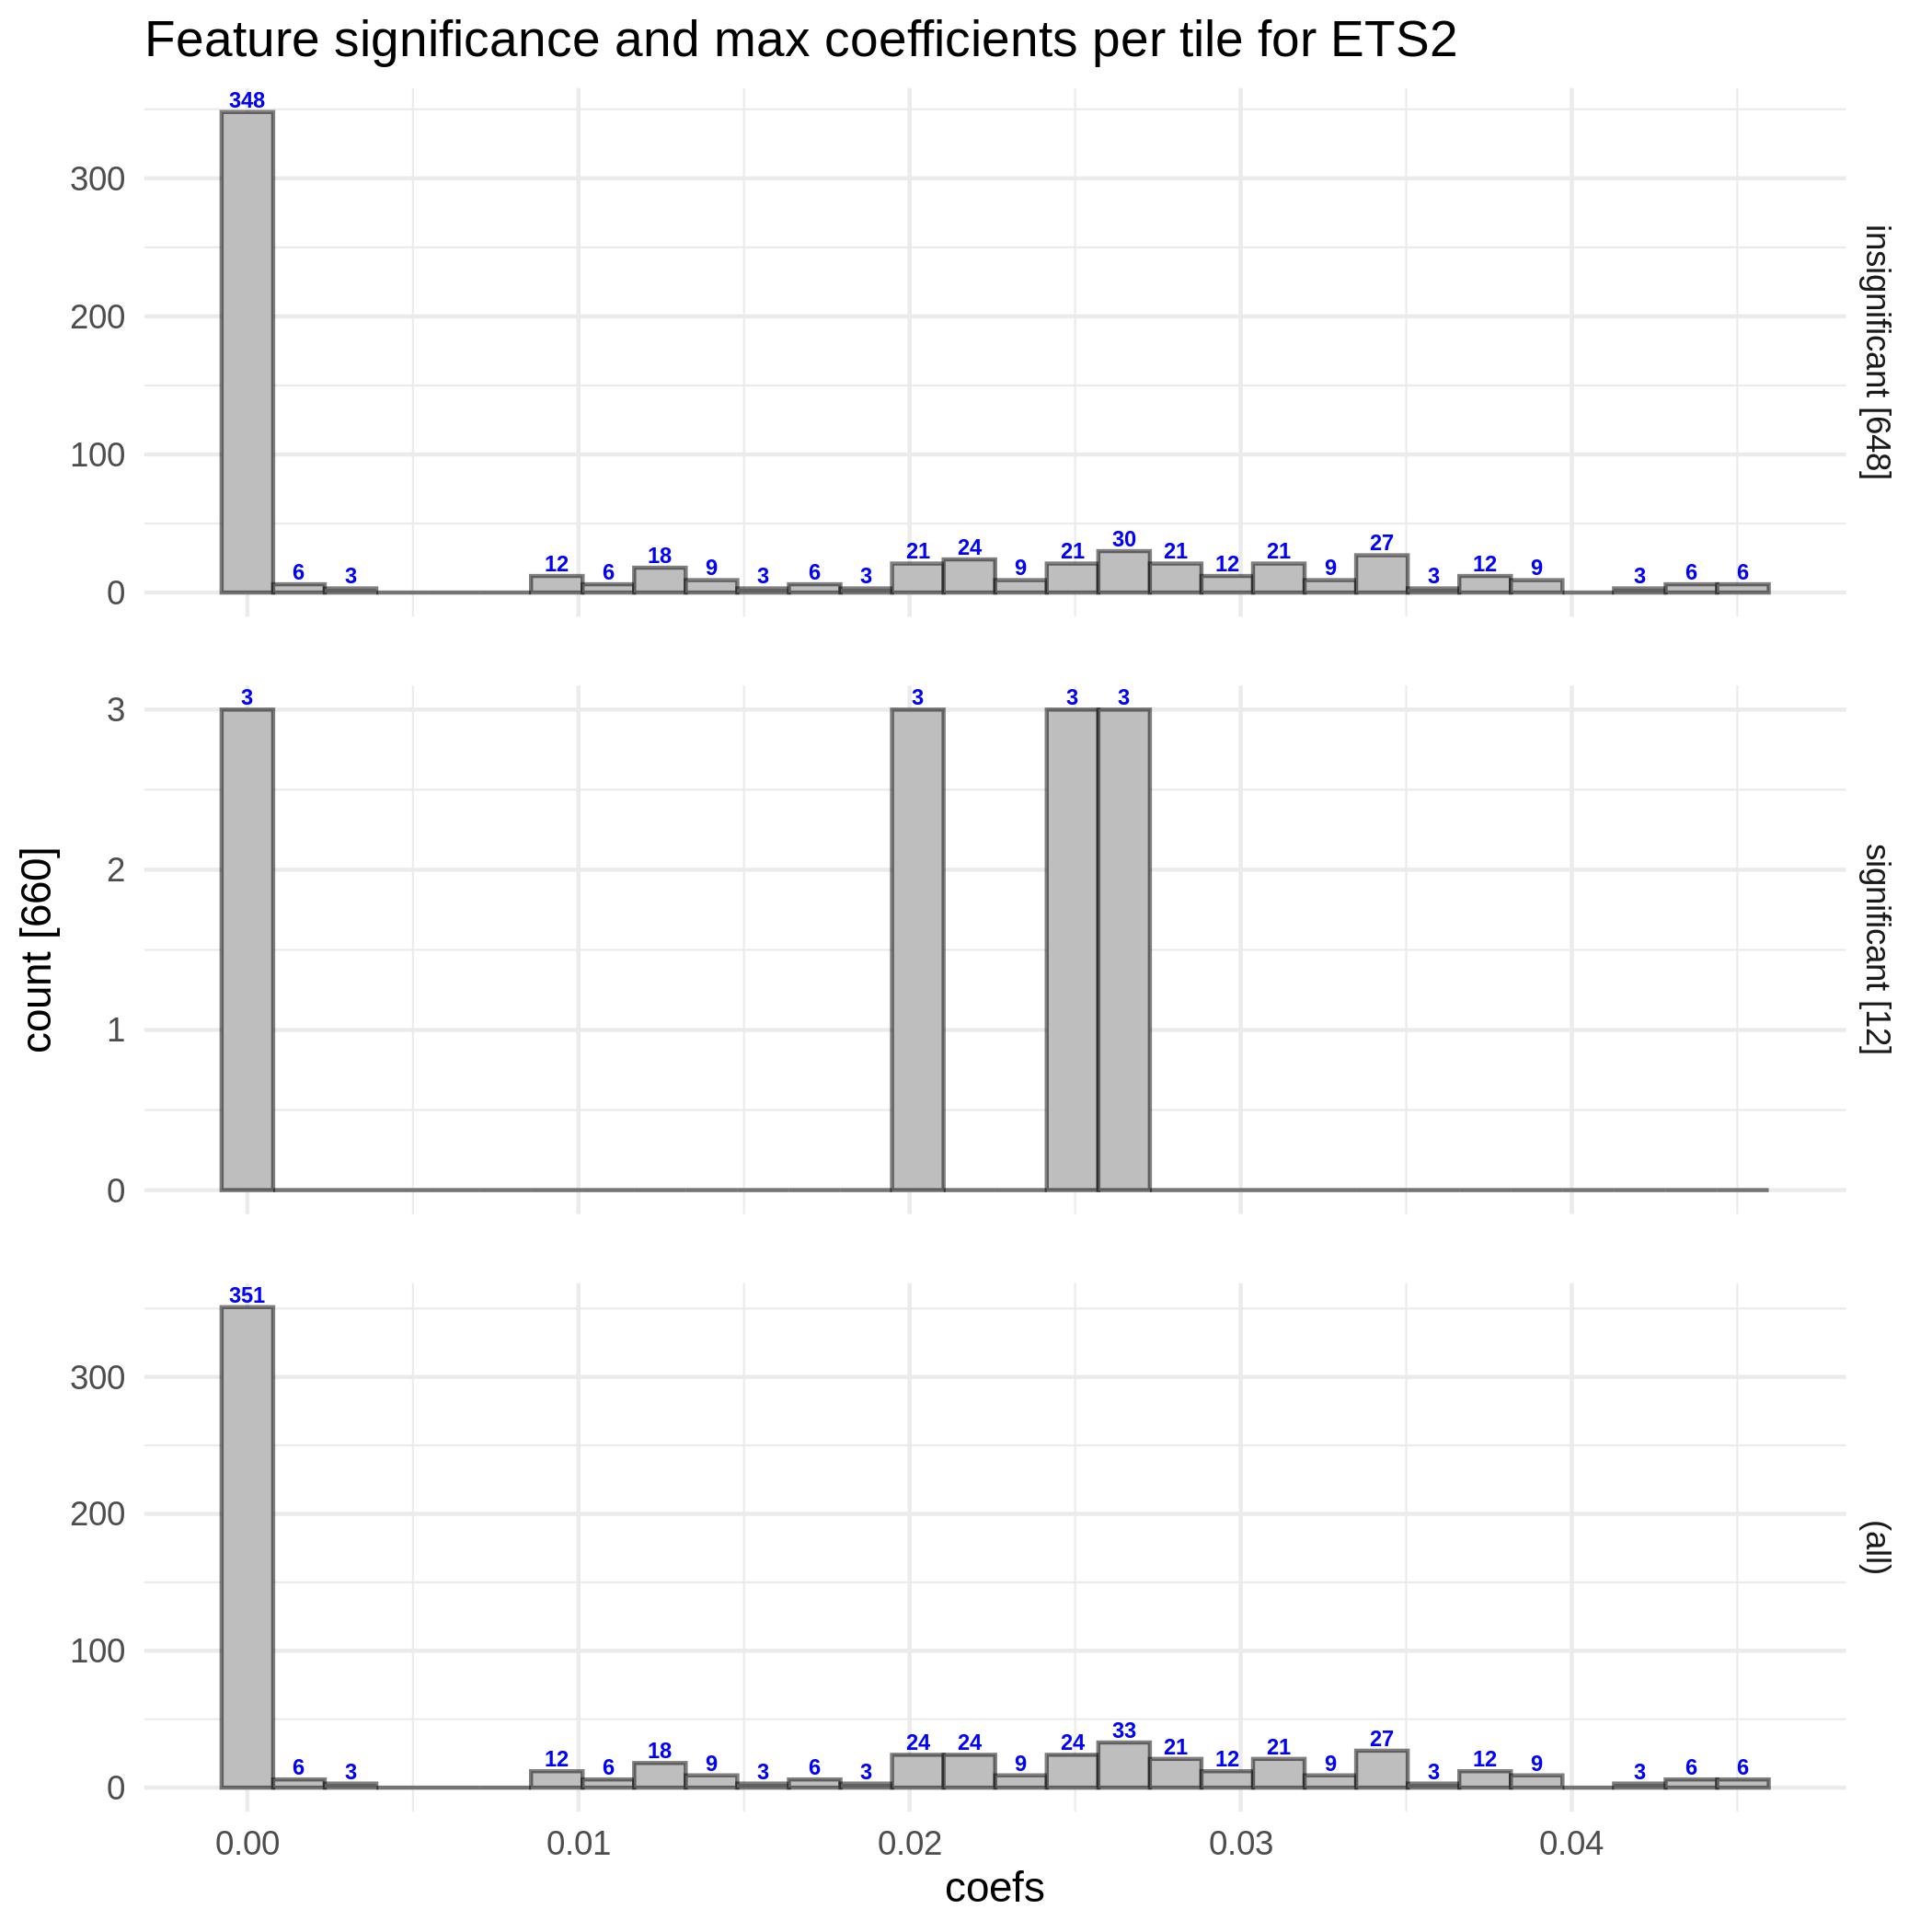 Feature significance and max coefficients per tile for ETS2
348
300
200
100
0
6 3 12 6 18 9 3 6 3 21 24 9 21 30 21 12 21 9 27 3 12 9 3 6 6
insignificant [648]
count [660]
3 3 3 3
3
2
1
0
significant [12]
351
300
200
100
0
6 3 12 6 18 9 3 6 3 24 24 9 24 33 21 12 21 9 27 3 12 9 3 6 6
(all)
0.00 0.01 0.02 0.03 0.04
coefs